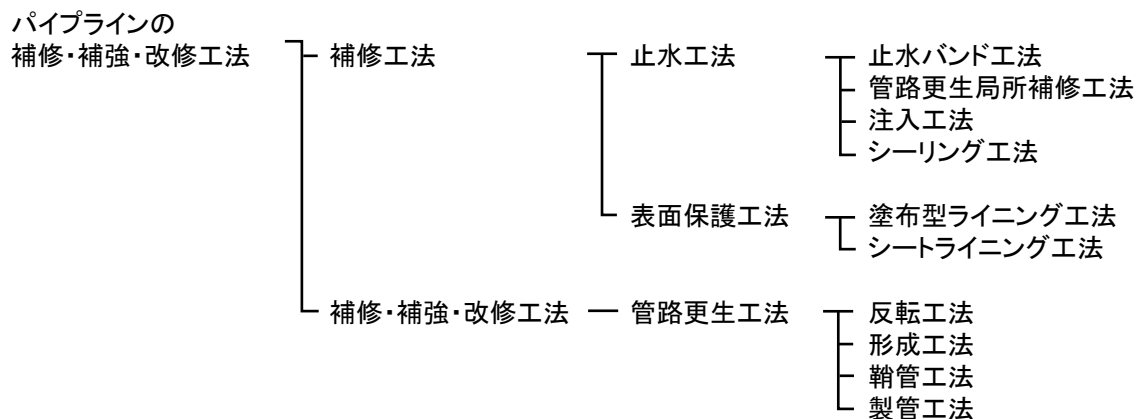 パイプラインの
補修・補強・改修工法
補修工法
止水工法
止水バンド工法
管路更生局所補修工法
注入工法
シーリング工法
表面保護工法
塗布型ライニング工法
シートライニング工法
補修・補強・改修工法
管路更生工法
反転工法
形成工法
鞘管工法
製管工法